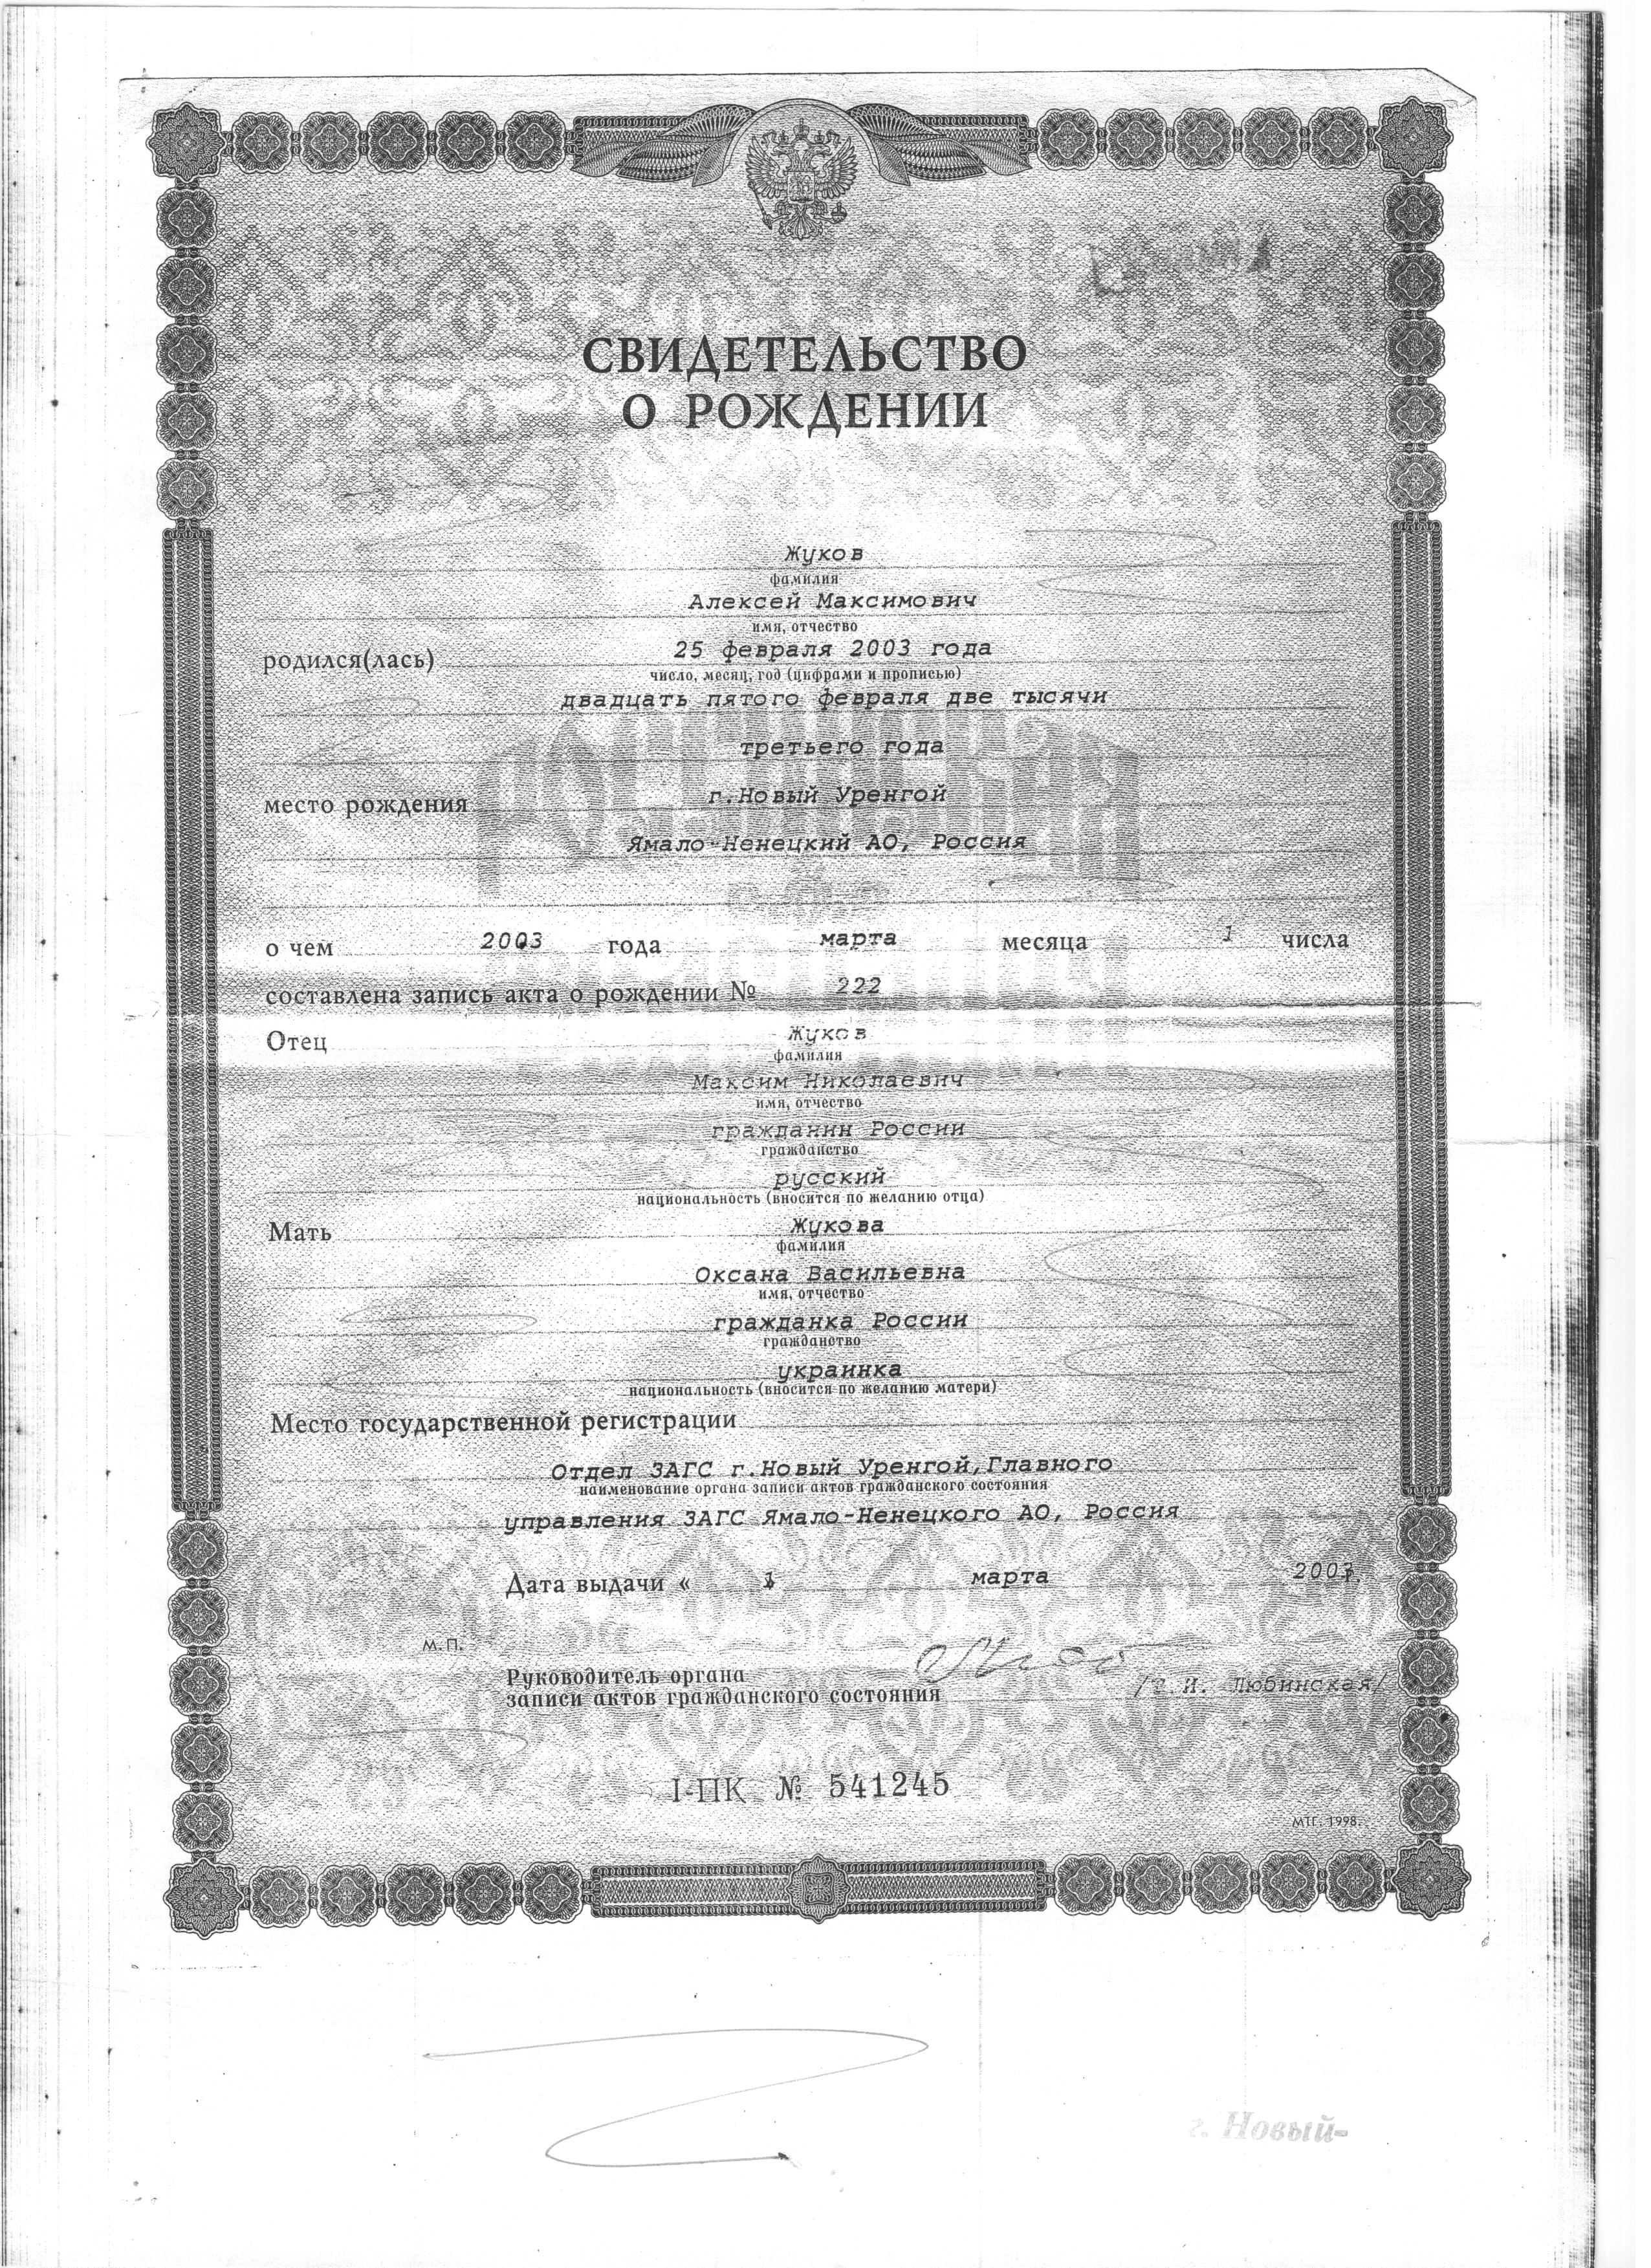 СВИДЕТЕЛЬСТВО
О РОЖДЕНИИ
Жуков
фамилия
Алексей Максимович
имя, отчество
родился(лась) 25 февраля 2003 года
число, месяц, год (цифрами и прописью)
двадцать пятого февраля две тысячи
третьего года
РОССИЙСКАЯ
место рождения г.Новый Уренгой
Ямало-Ненецкий АО, Россия
о чем 2003 года марта месяца 1 числа
составлена запись акта о рождении № 222
Отец Жуков
фамилия
Максим Николаевич
имя, отчество
гражданин России
гражданство
русский
национальность (вносится по желанию отца)
Мать Жукова
фамилия
Оксана Васильевна
имя, отчество
гражданка России
гражданство
украинка
национальность (вносится по желанию матери)
Место государственной регистрации
Отдел ЗАГС г.Новый Уренгой,Главного
наименование органа записи актов гражданского состояния
управления ЗАГС Ямало-Ненецкого АО, Россия
Дата выдачи « 1 марта
М.П.
Руководитель органа
записи актов гражданского состояния
И. Любинская/
I-ПК № 541245
МТГ. 1998.
г. Новый-